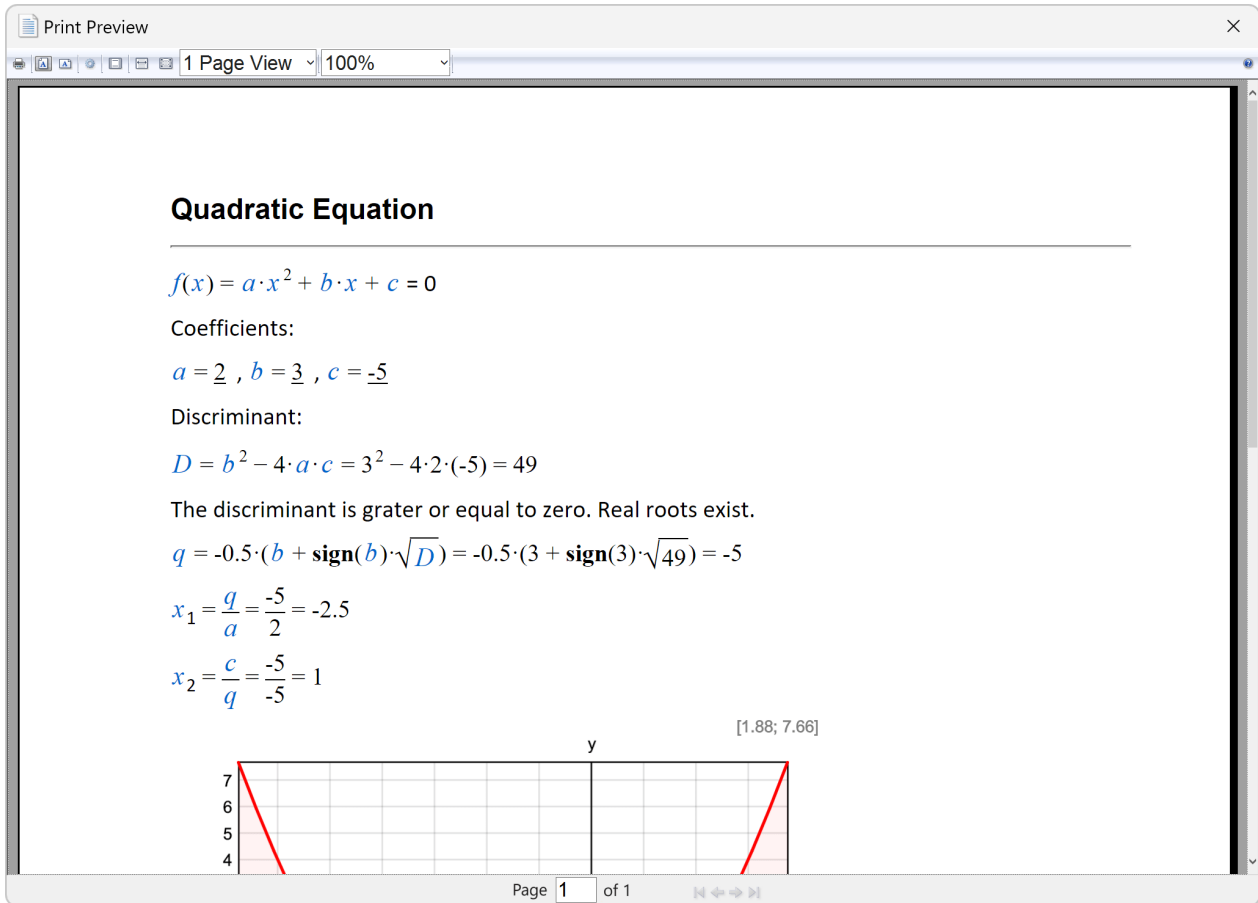 Print Preview
1 Page View 100%
Quadratic Equation
f(x) = a·x² + b·x + c = 0
Coefficients:
a = 2 , b = 3 , c = -5
Discriminant:
D = b² − 4·a·c = 3² − 4·2·(-5) = 49
The discriminant is grater or equal to zero. Real roots exist.
q = -0.5·(b + sign(b)·√D) = -0.5·(3 + sign(3)·√49) = -5
x₁ = q/a = -5/2 = -2.5
x₂ = c/q = -5/-5 = 1
[1.88; 7.66]
y
7
6
5
4
Page 1 of 1